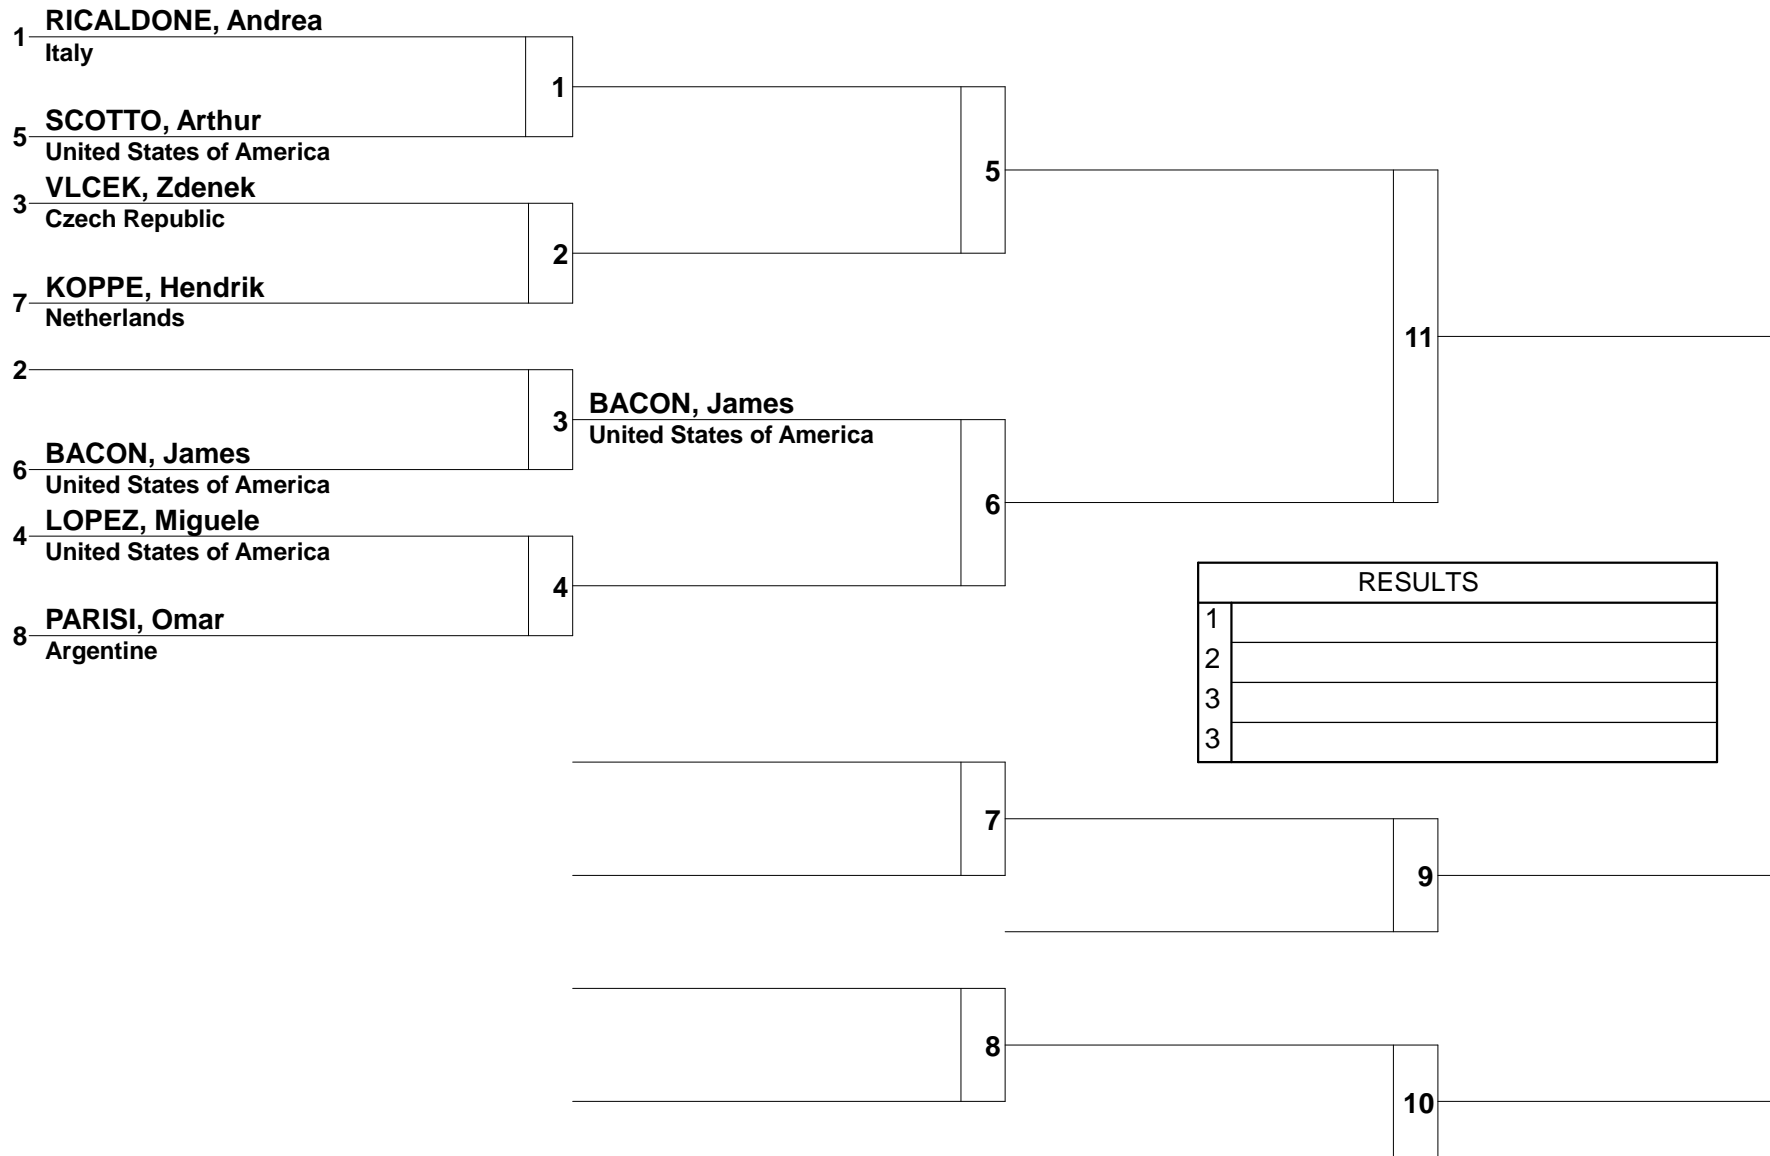 RICALDONE, Andrea
1
Italy
1
SCOTTO, Arthur
5
United States of America
5
VLCEK, Zdenek
3
Czech Republic
2
KOPPE, Hendrik
7
Netherlands
11
2
BACON, James
3
United States of America
BACON, James
6
United States of America
6
LOPEZ, Miguele
4
United States of America
4
PARISI, Omar
8
Argentine
RESULTS
1
2
3
3
7
9
8
10